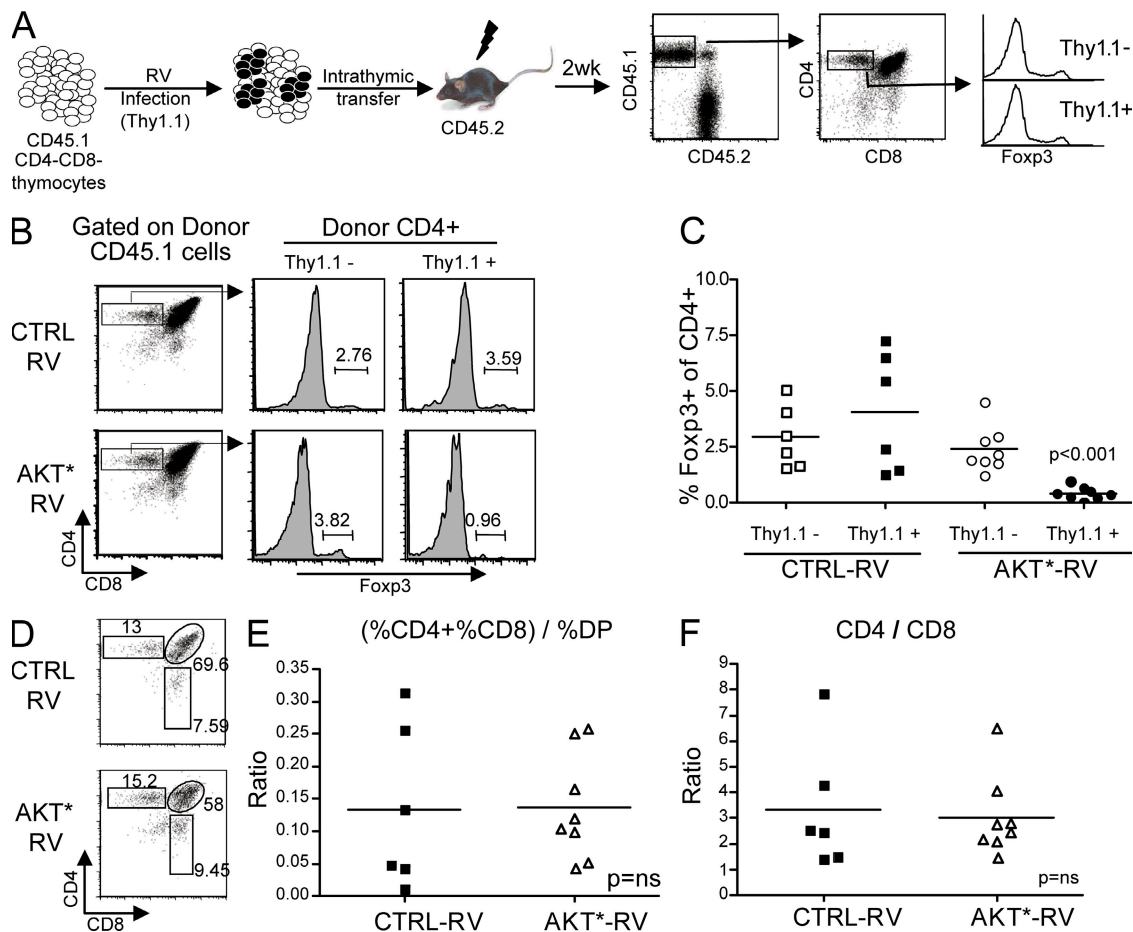 A
CD45.1
CD4-CD8-
thymocytes
RV
Infection
(Thy1.1)
Intrathymic
transfer
CD45.2
2wk
CD45.1
CD45.2
CD4
CD8
Thy1.1-
Thy1.1+
Foxp3
B
Gated on Donor
CD45.1 cells
Donor CD4+
Thy1.1 -
Thy1.1 +
CTRL
RV
2.76
3.59
AKT*
RV
3.82
0.96
CD4
CD8
Foxp3
C
% Foxp3+ of CD4+
10.0
7.5
5.0
2.5
0.0
p<0.001
Thy1.1 -
Thy1.1 +
Thy1.1 -
Thy1.1 +
CTRL-RV
AKT*-RV
D
CTRL
RV
13
69.6
7.59
AKT*
RV
15.2
58
9.45
CD4
CD8
E
(%CD4+%CD8) / %DP
Ratio
0.35
0.30
0.25
0.20
0.15
0.10
0.05
0.00
p=ns
CTRL-RV
AKT*-RV
F
CD4 / CD8
Ratio
9
8
7
6
5
4
3
2
1
0
p=ns
CTRL-RV
AKT*-RV